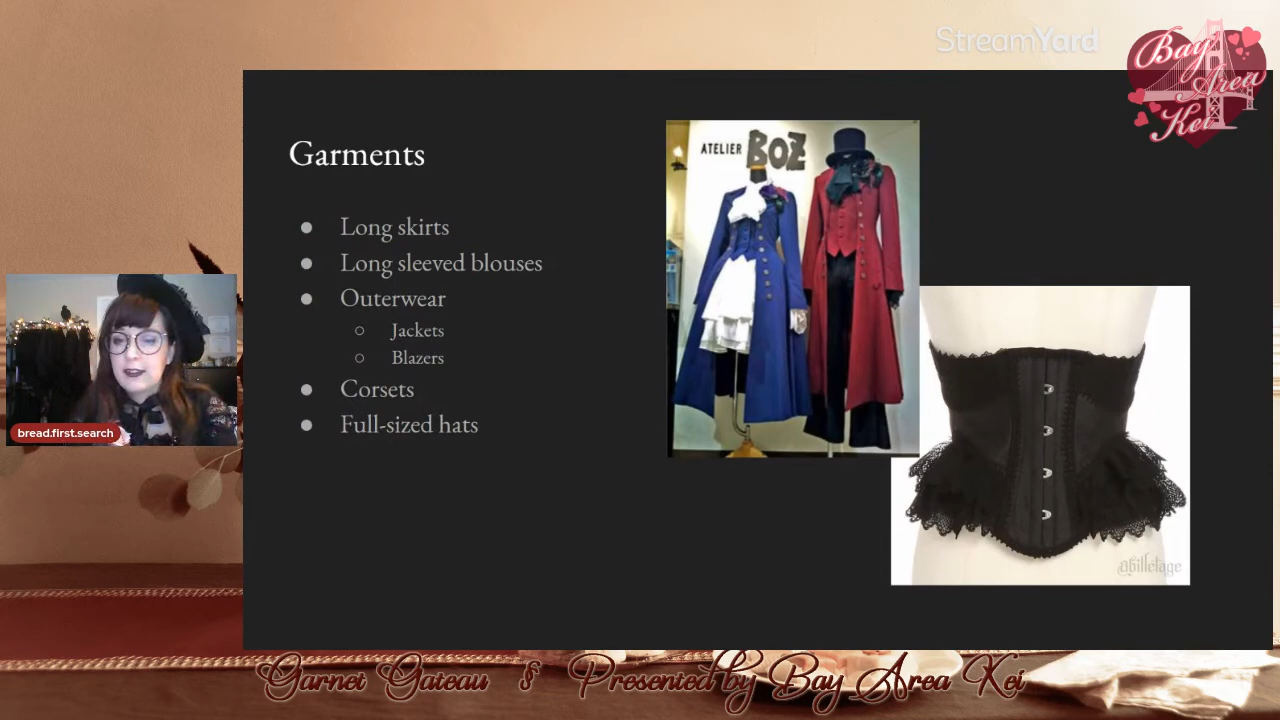 StreamYard
Bay
Area
Kei
Garments
Long skirts
Long sleeved blouses
Outerwear
Jackets
Blazers
Corsets
Full-sized hats
ATELIER BOZ
abilletage
bread.first.search
Garnet Gateau § Presented by Bay Area Kei